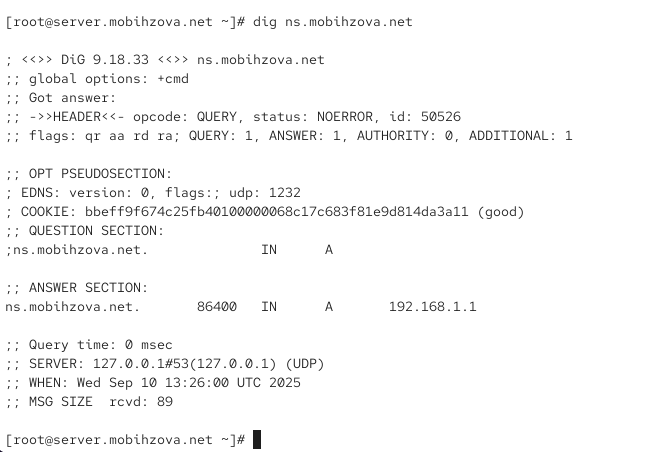 [root@server.mobihzova.net ~]# dig ns.mobihzova.net
; <<>> DiG 9.18.33 <<>> ns.mobihzova.net
;; global options: +cmd
;; Got answer:
;; ->>HEADER<<- opcode: QUERY, status: NOERROR, id: 50526
;; flags: qr aa rd ra; QUERY: 1, ANSWER: 1, AUTHORITY: 0, ADDITIONAL: 1
;; OPT PSEUDOSECTION:
; EDNS: version: 0, flags:; udp: 1232
; COOKIE: bbeff9f674c25fb40100000068c17c683f81e9d814da3a11 (good)
;; QUESTION SECTION:
;ns.mobihzova.net. IN A
;; ANSWER SECTION:
ns.mobihzova.net. 86400 IN A 192.168.1.1
;; Query time: 0 msec
;; SERVER: 127.0.0.1#53(127.0.0.1) (UDP)
;; WHEN: Wed Sep 10 13:26:00 UTC 2025
;; MSG SIZE rcvd: 89
[root@server.mobihzova.net ~]#